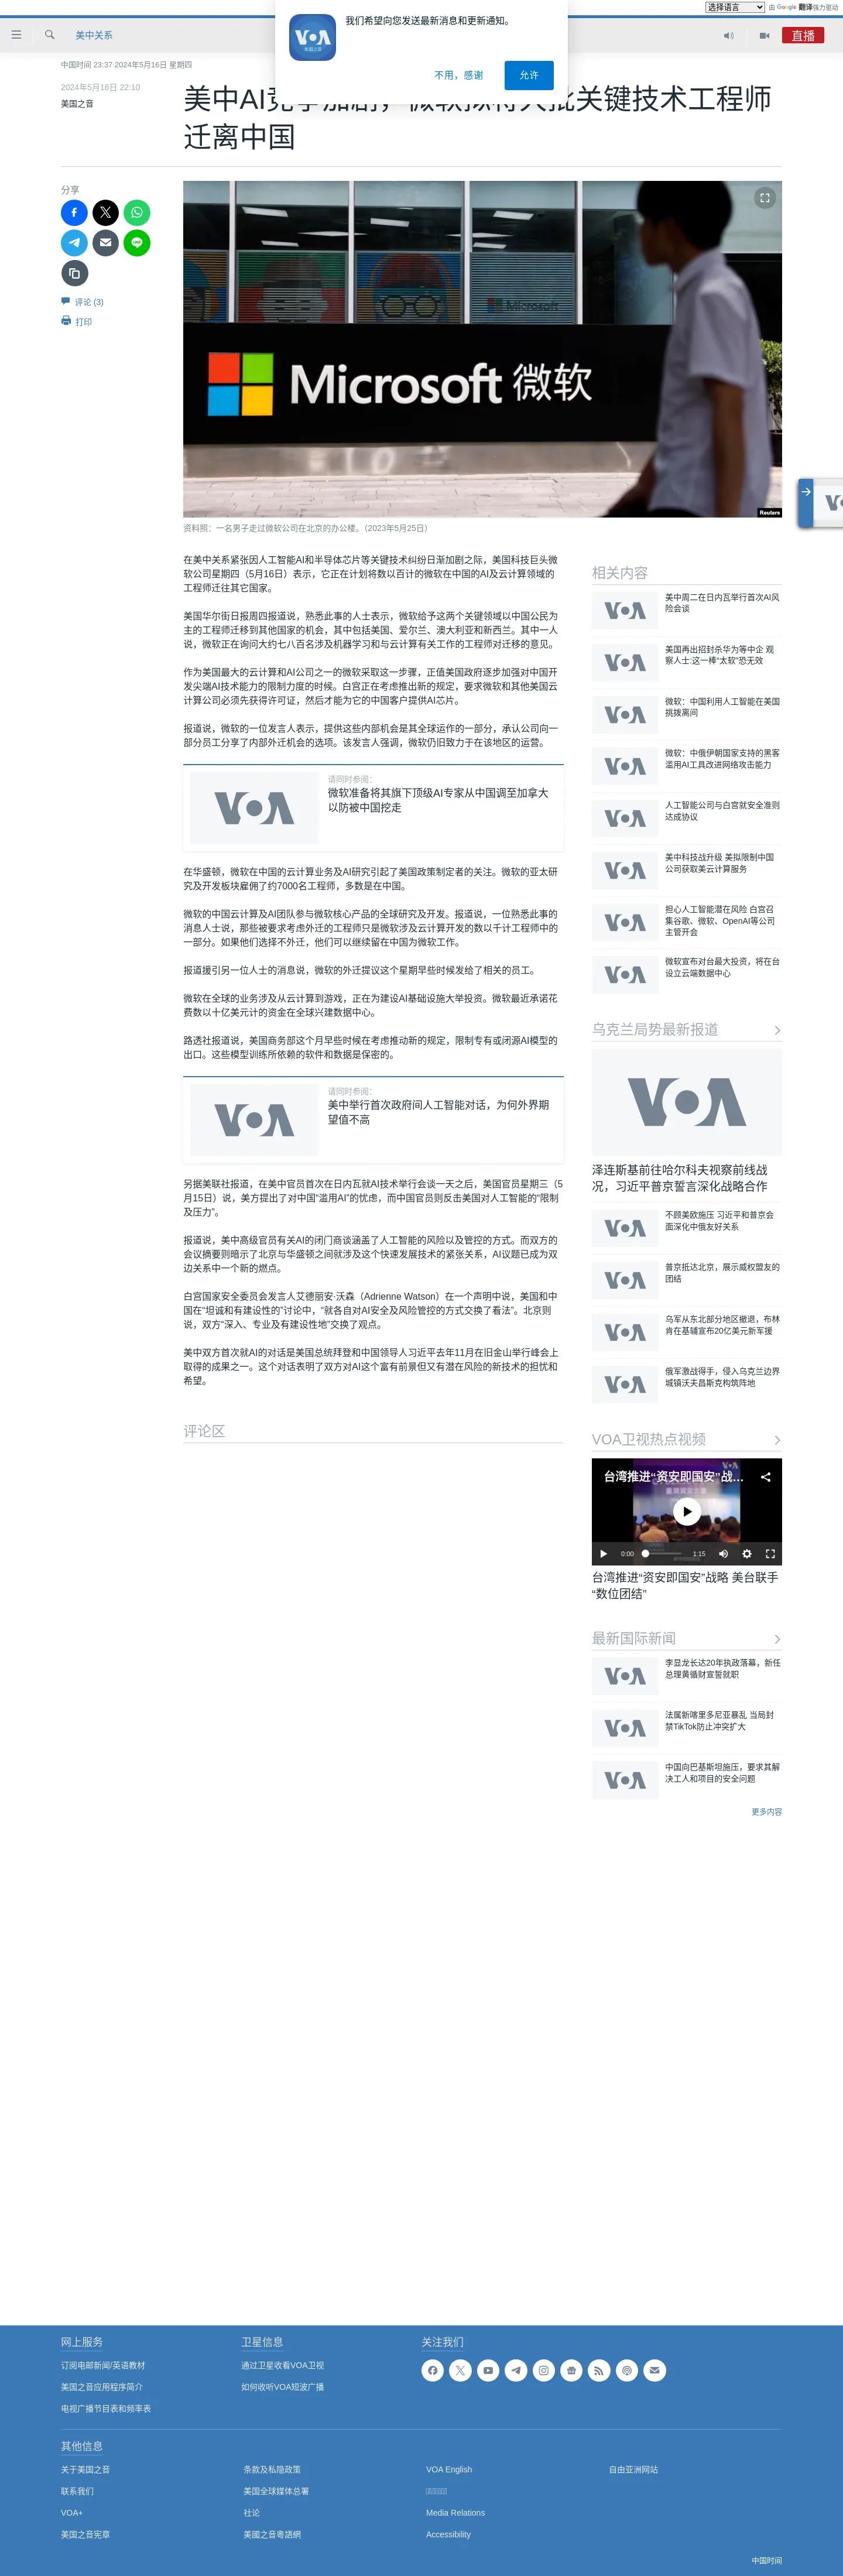 选择语言
由 Google 翻译强力驱动
美中关系
直播
VOA
美国之音
我们希望向您发送最新消息和更新通知。
不用，感谢
允许
中国时间 23:37 2024年5月16日 星期四
2024年5月16日 22:10
美国之音
美中AI竞争加剧，微软拟将大批关键技术工程师
迁离中国
分享
评论 (3)
打印
Microsoft
Microsoft 微软
Reuters
资料照：一名男子走过微软公司在北京的办公楼。（2023年5月25日）
在美中关系紧张因人工智能AI和半导体芯片等关键技术纠纷日渐加剧之际，美国科技巨头微
软公司星期四（5月16日）表示，它正在计划将数以百计的微软在中国的AI及云计算领域的
工程师迁往其它国家。
美国华尔街日报周四报道说，熟悉此事的人士表示，微软给予这两个关键领域以中国公民为
主的工程师迁移到其他国家的机会，其中包括美国、爱尔兰、澳大利亚和新西兰。其中一人
说，微软正在询问大约七八百名涉及机器学习和与云计算有关工作的工程师对迁移的意见。
作为美国最大的云计算和AI公司之一的微软采取这一步骤，正值美国政府逐步加强对中国开
发尖端AI技术能力的限制力度的时候。白宫正在考虑推出新的规定，要求微软和其他美国云
计算公司必须先获得许可证，然后才能为它的中国客户提供AI芯片。
报道说，微软的一位发言人表示，提供这些内部机会是其全球运作的一部分，承认公司向一
部分员工分享了内部外迁机会的选项。该发言人强调，微软仍旧致力于在该地区的运营。
VOA
请同时参阅：
微软准备将其旗下顶级AI专家从中国调至加拿大
以防被中国挖走
在华盛顿，微软在中国的云计算业务及AI研究引起了美国政策制定者的关注。微软的亚太研
究及开发板块雇佣了约7000名工程师，多数是在中国。
微软的中国云计算及AI团队参与微软核心产品的全球研究及开发。报道说，一位熟悉此事的
消息人士说，那些被要求考虑外迁的工程师只是微软涉及云计算开发的数以千计工程师中的
一部分。如果他们选择不外迁，他们可以继续留在中国为微软工作。
报道援引另一位人士的消息说，微软的外迁提议这个星期早些时候发给了相关的员工。
微软在全球的业务涉及从云计算到游戏，正在为建设AI基础设施大举投资。微软最近承诺花
费数以十亿美元计的资金在全球兴建数据中心。
路透社报道说，美国商务部这个月早些时候在考虑推动新的规定，限制专有或闭源AI模型的
出口。这些模型训练所依赖的软件和数据是保密的。
VOA
请同时参阅：
美中举行首次政府间人工智能对话，为何外界期
望值不高
另据美联社报道，在美中官员首次在日内瓦就AI技术举行会谈一天之后，美国官员星期三（5
月15日）说，美方提出了对中国“滥用AI”的忧虑，而中国官员则反击美国对人工智能的“限制
及压力”。
报道说，美中高级官员有关AI的闭门商谈涵盖了人工智能的风险以及管控的方式。而双方的
会议摘要则暗示了北京与华盛顿之间就涉及这个快速发展技术的紧张关系，AI议题已成为双
边关系中一个新的燃点。
白宫国家安全委员会发言人艾德丽安·沃森（Adrienne Watson）在一个声明中说，美国和中
国在“坦诚和有建设性的”讨论中，“就各自对AI安全及风险管控的方式交换了看法”。北京则
说，双方“深入、专业及有建设性地”交换了观点。
美中双方首次就AI的对话是美国总统拜登和中国领导人习近平去年11月在旧金山举行峰会上
取得的成果之一。这个对话表明了双方对AI这个富有前景但又有潜在风险的新技术的担忧和
希望。
评论区
相关内容
VOA
美中周二在日内瓦举行首次AI风
险会谈
VOA
美国再出招封杀华为等中企 观
察人士:这一棒“太软”恐无效
VOA
微软：中国利用人工智能在美国
挑拨离间
VOA
微软：中俄伊朝国家支持的黑客
滥用AI工具改进网络攻击能力
VOA
人工智能公司与白宫就安全准则
达成协议
VOA
美中科技战升级 美拟限制中国
公司获取美云计算服务
VOA
担心人工智能潜在风险 白宫召
集谷歌、微软、OpenAI等公司
主管开会
VOA
微软宣布对台最大投资，将在台
设立云端数据中心
乌克兰局势最新报道
VOA
泽连斯基前往哈尔科夫视察前线战
况，习近平普京誓言深化战略合作
VOA
不顾美欧施压 习近平和普京会
面深化中俄友好关系
VOA
普京抵达北京，展示威权盟友的
团结
VOA
乌军从东北部分地区撤退，布林
肯在基辅宣布20亿美元新军援
VOA
俄军激战得手，侵入乌克兰边界
城镇沃夫昌斯克构筑阵地
VOA卫视热点视频
台湾推进“资安即国安”战...
VOA
0:00
1:15
台湾推进“资安即国安”战略 美台联手
“数位团结”
最新国际新闻
VOA
李显龙长达20年执政落幕，新任
总理黄循财宣誓就职
VOA
法属新喀里多尼亚暴乱 当局封
禁TikTok防止冲突扩大
VOA
中国向巴基斯坦施压，要求其解
决工人和项目的安全问题
更多内容
网上服务
订阅电邮新闻/英语教材
美国之音应用程序简介
电视广播节目表和频率表
卫星信息
通过卫星收看VOA卫视
如何收听VOA短波广播
关注我们
其他信息
关于美国之音
联系我们
VOA+
美国之音宪章
条款及私隐政策
美国全球媒体总署
社论
美國之音粵語網
VOA English
Media Relations
Accessibility
自由亚洲网站
中国时间